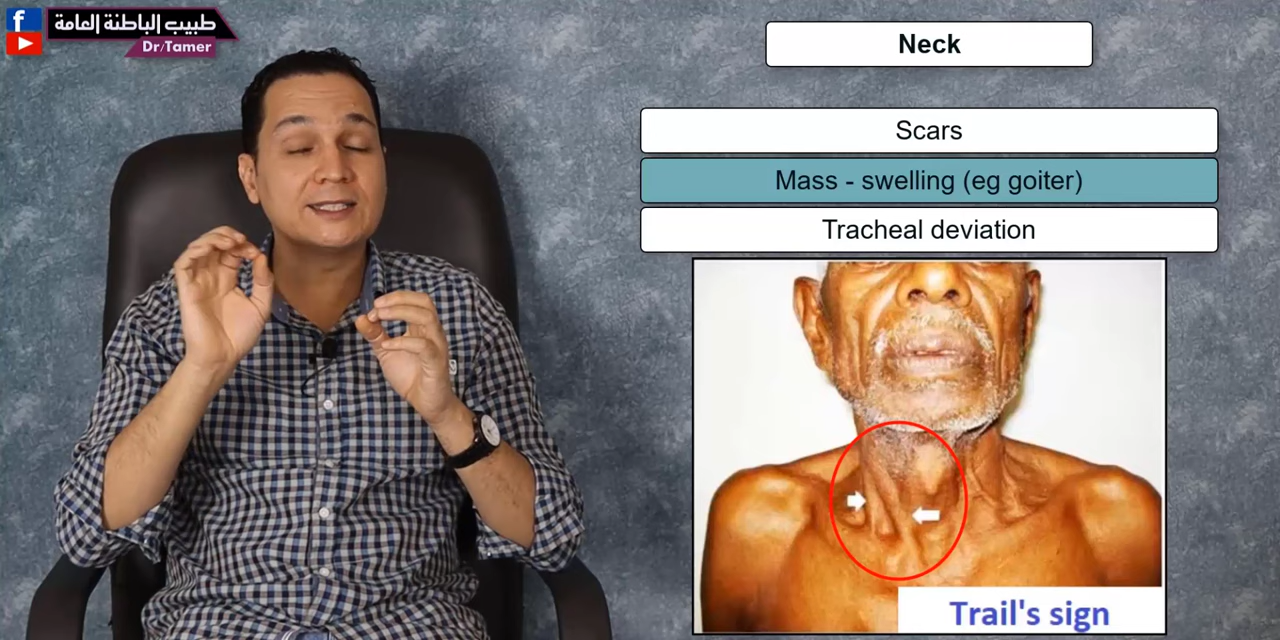 طبيب الباطنة العامة
Dr/Tamer
Neck
Scars
Mass - swelling (eg goiter)
Tracheal deviation
Trail's sign